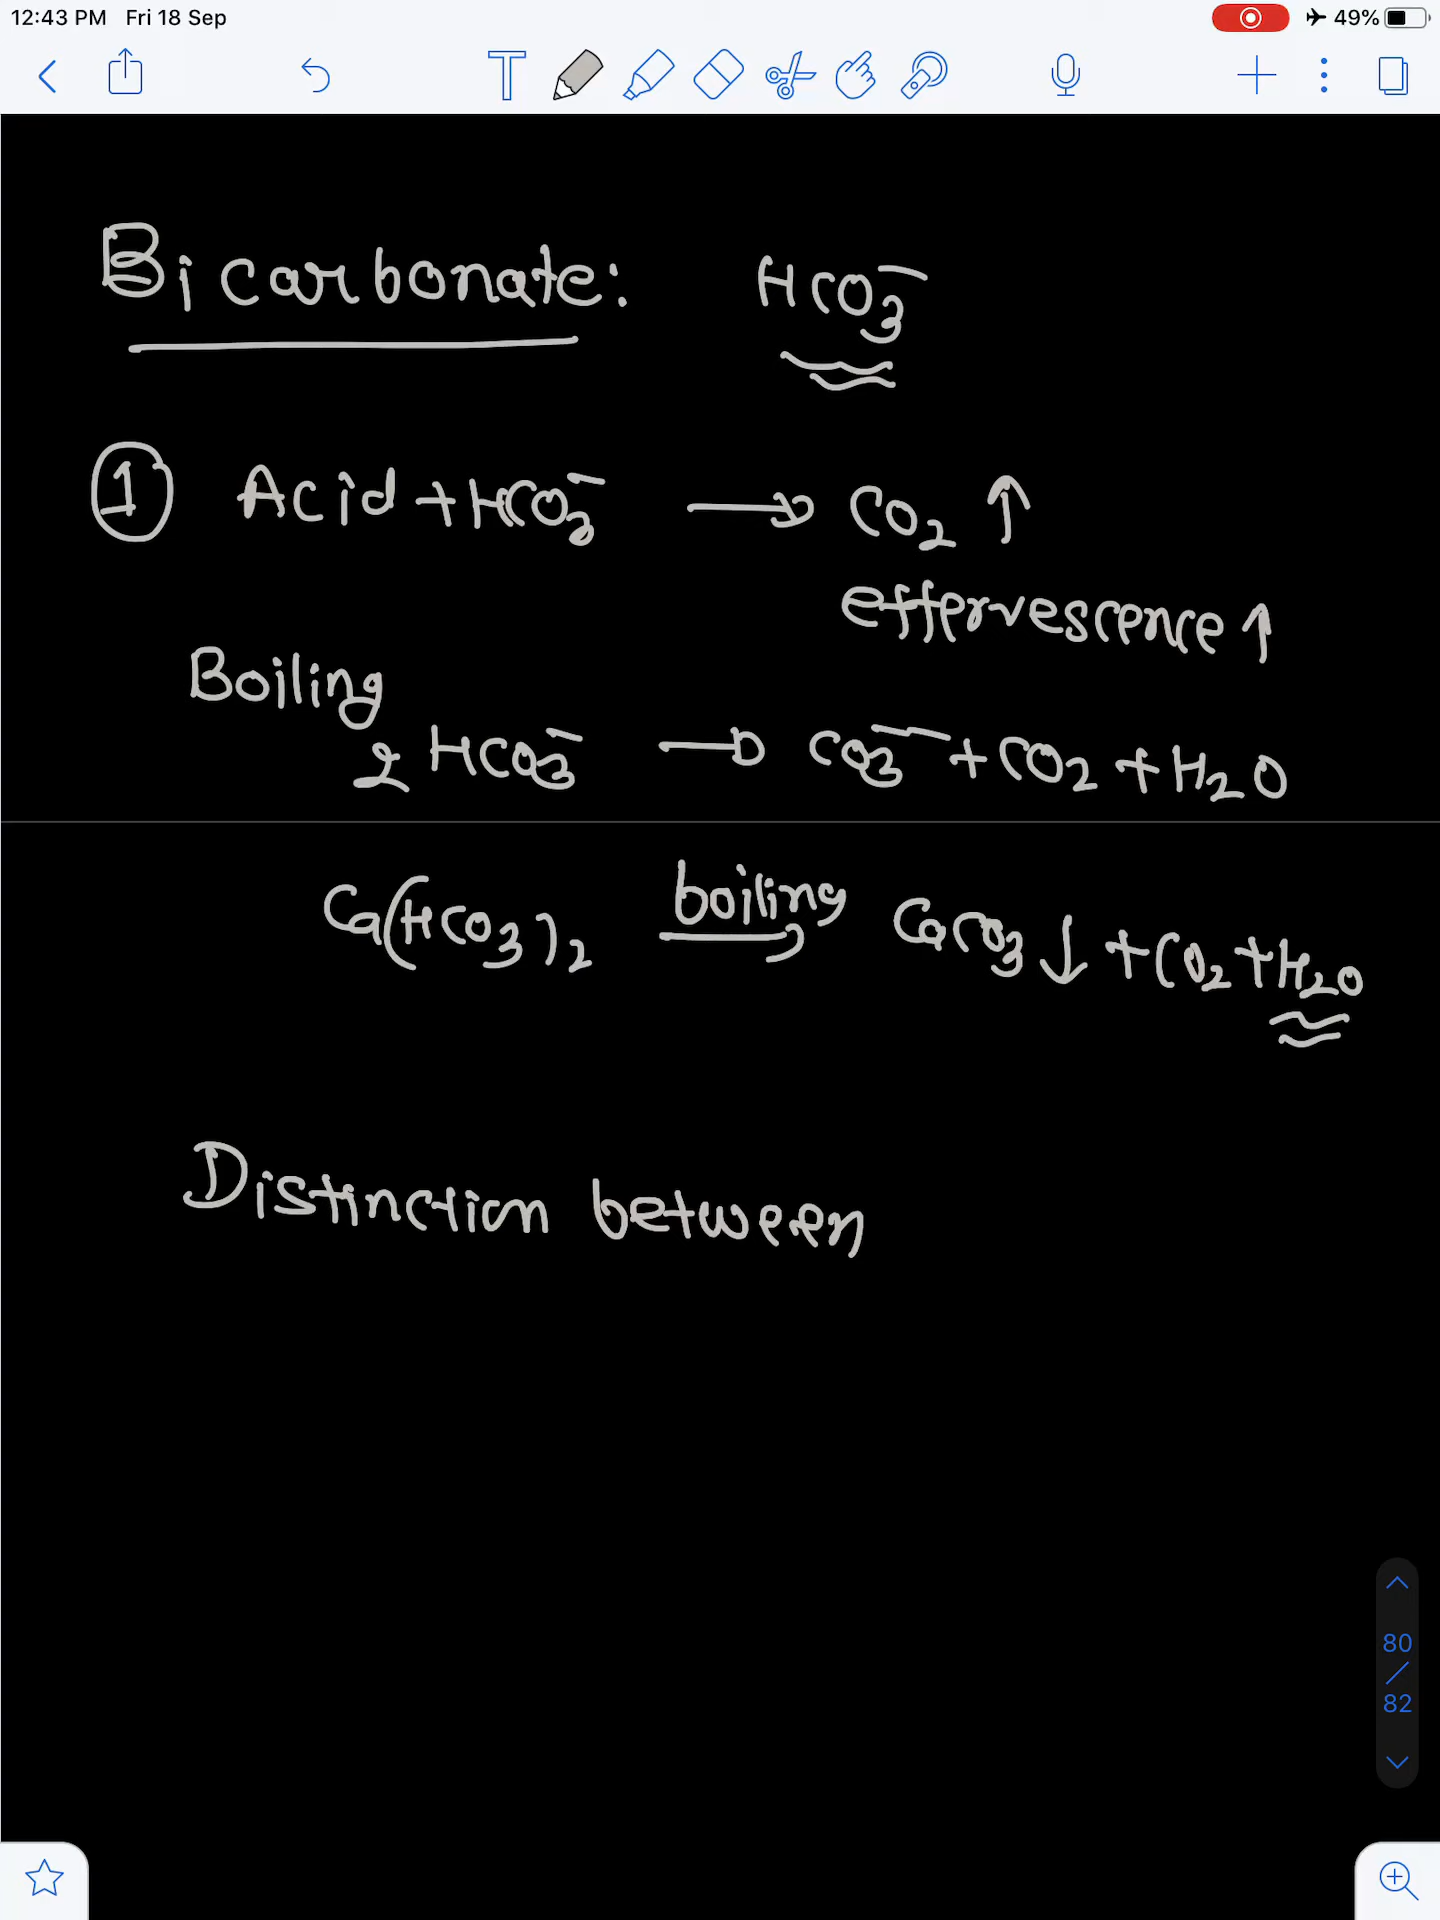 12:43 PM Fri 18 Sep 49%
T
Bicarbonate: HCO3⁻
1 Acid + HCO3⁻ → CO2 ↑
effervescence ↑
Boiling
2 HCO3⁻ → CO3⁻⁻ + CO2 + H2O
Ca(HCO3)2 boiling CaCO3 ↓ + CO2 + H2O
Distinction between
80
/
82